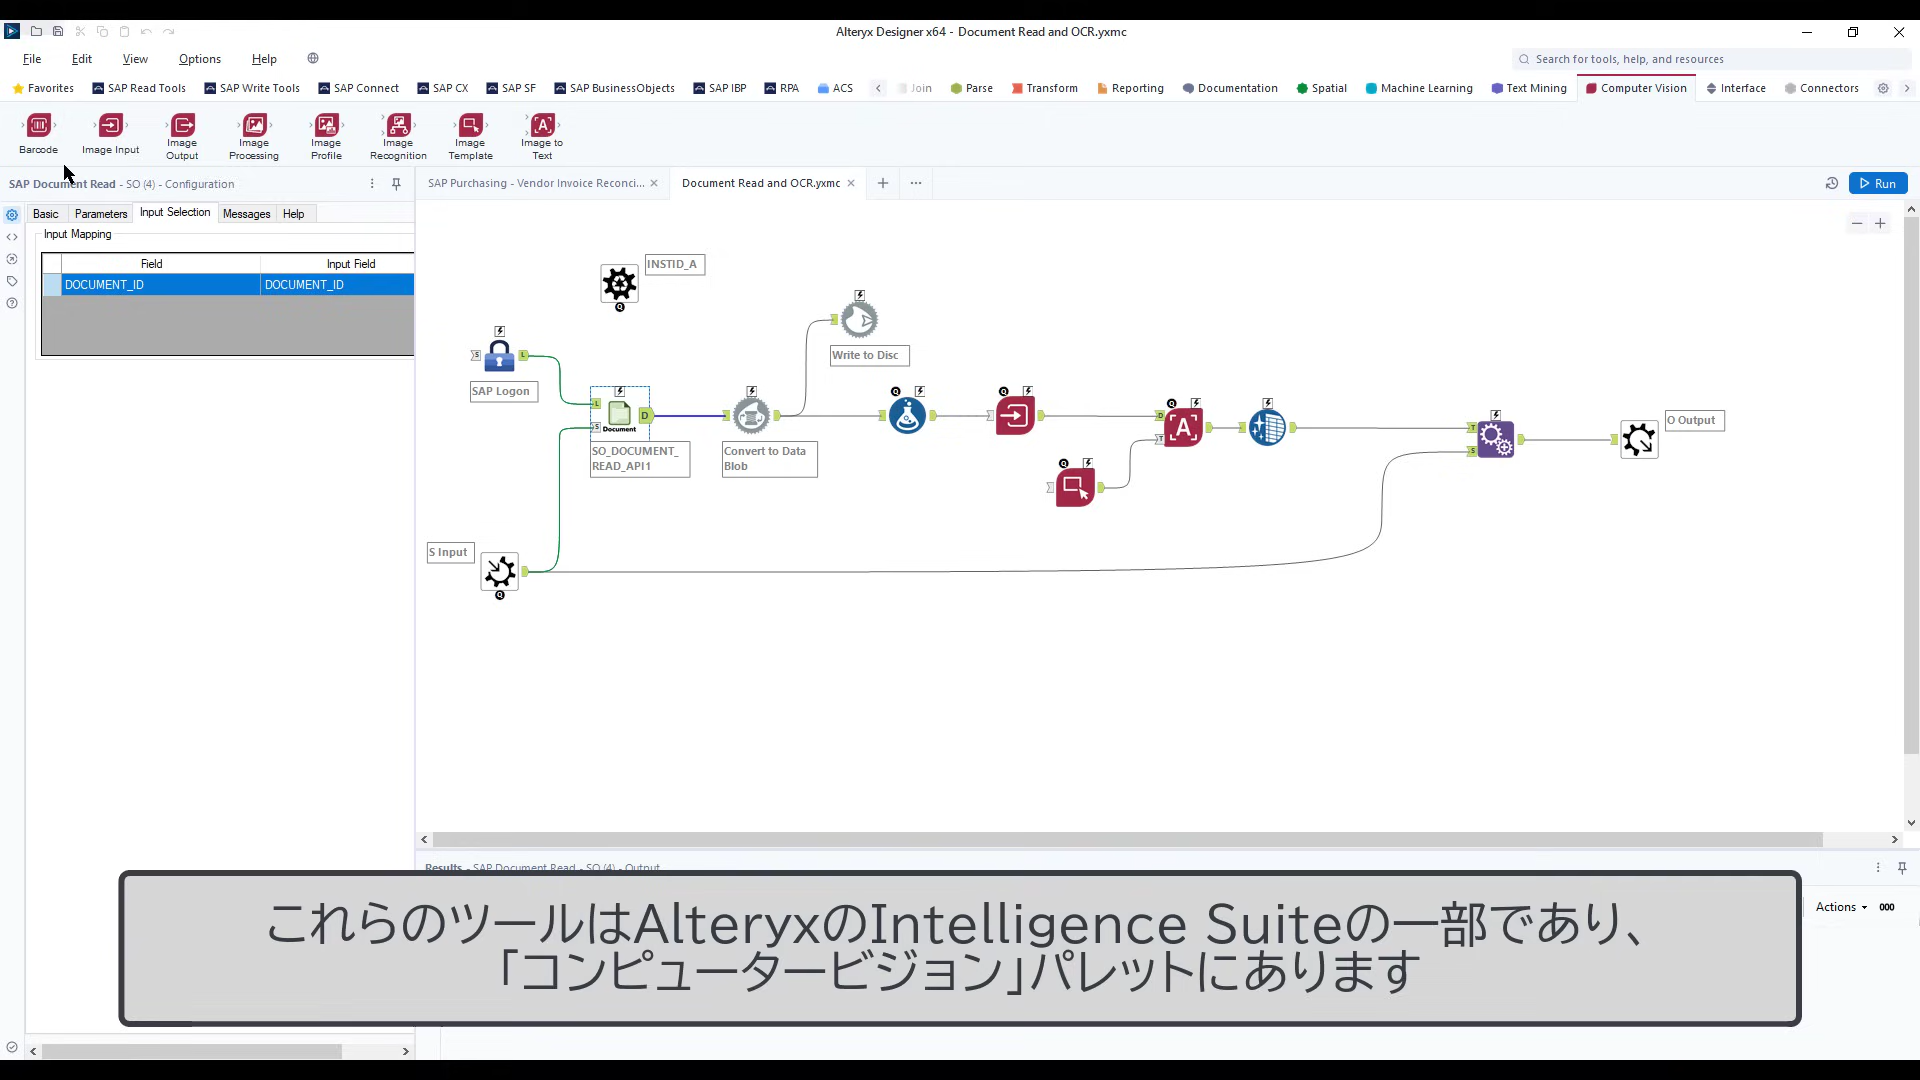 Alteryx Designer x64 - Document Read and OCR.yxmc
File Edit View Options Help
Search for tools, help, and resources
Favorites SAP Read Tools SAP Write Tools SAP Connect SAP CX SAP SF SAP BusinessObjects SAP IBP RPA ACS Join Parse Transform Reporting Documentation Spatial Machine Learning Text Mining Computer Vision Interface Connectors
Barcode
Image Input
Image Output
Image Processing
Image Profile
Image Recognition
Image Template
Image to Text
SAP Document Read - SO (4) - Configuration
SAP Purchasing - Vendor Invoice Reconci...
Document Read and OCR.yxmc
Run
Basic Parameters Input Selection Messages Help
Input Mapping
Field Input Field
DOCUMENT_ID DOCUMENT_ID
INSTID_A
Write to Disc
SAP Logon
L
S
L
S
Document
D
SO_DOCUMENT_
READ_API1
Convert to Data
Blob
D
T
A
T
S
O Output
S Input
Results - SAP Document Read - SO (4) - Output
Actions
000
これらのツールはAlteryxのIntelligence Suiteの一部であり、
「コンピュータービジョン」パレットにあります